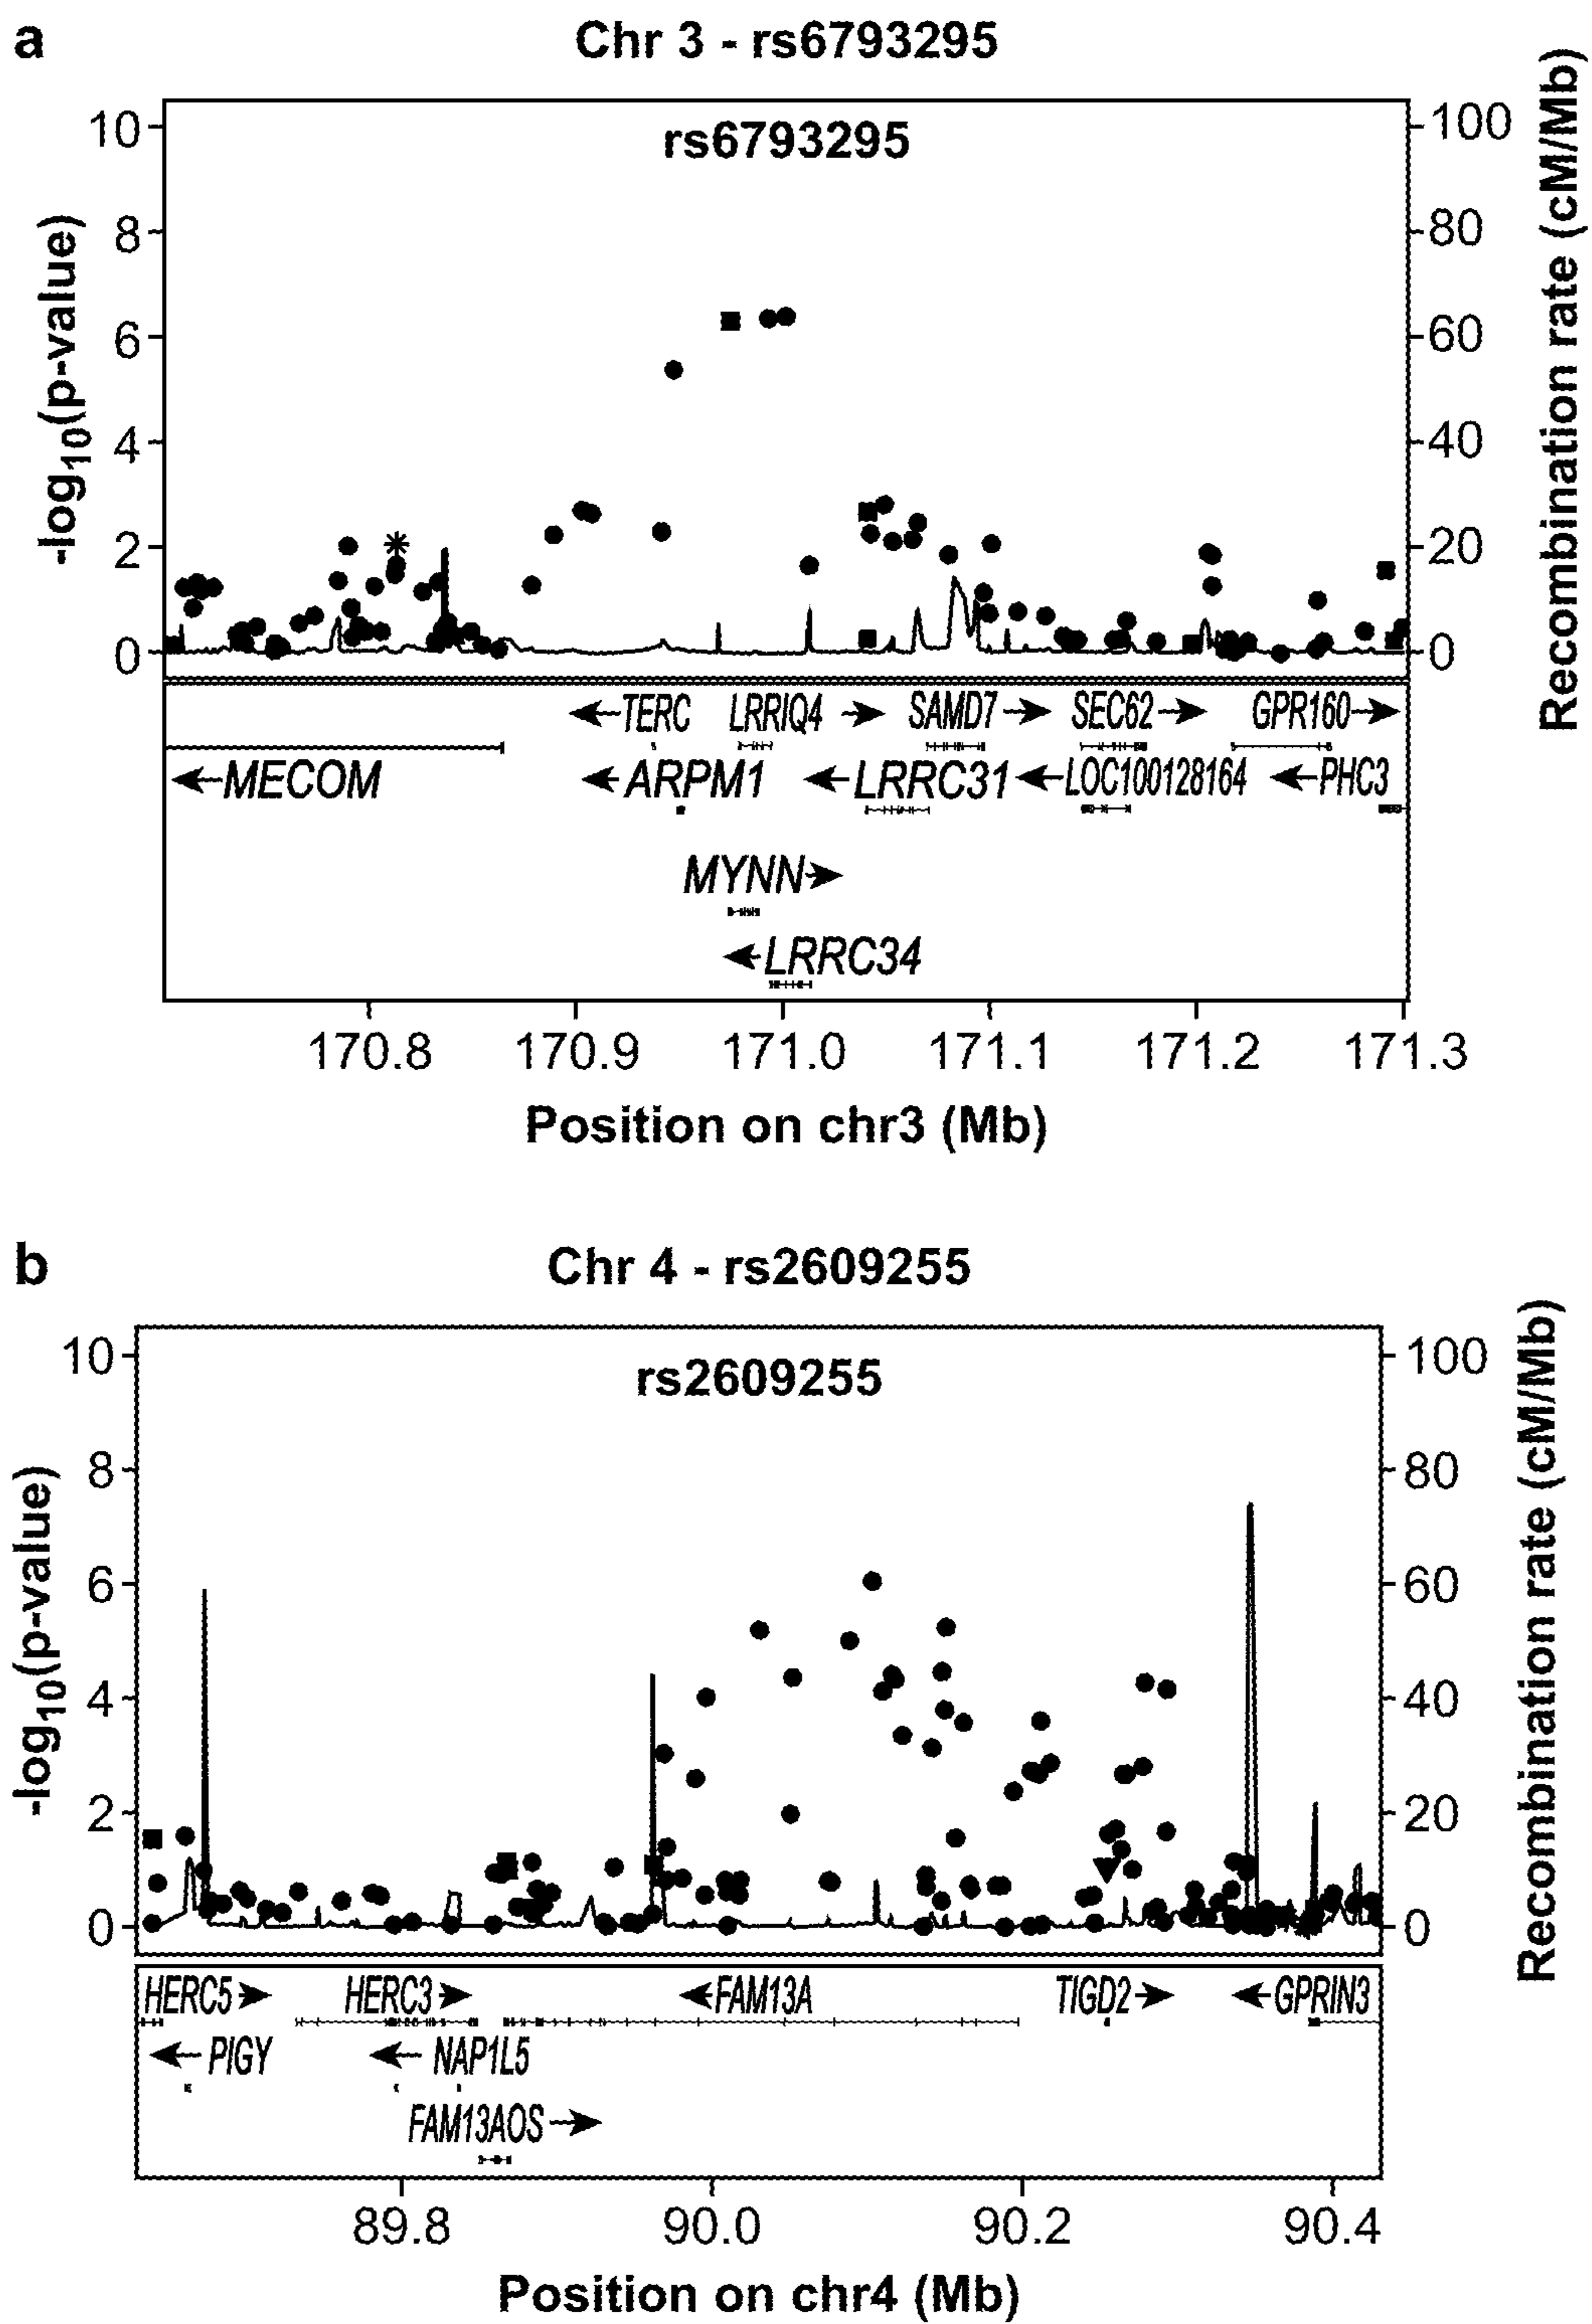 a
Chr 3 - rs6793295
rs6793295
10
8
6
4
2
0
-log10(p-value)
100
80
60
40
20
0
Recombination rate (cM/Mb)
TERC LRRIQ4 SAMD7 SEC62 GPR160
MECOM ARPM1 LRRC31 LOC100128164 PHC3
MYNN
LRRC34
170.8 170.9 171.0 171.1 171.2 171.3
Position on chr3 (Mb)
b
Chr 4 - rs2609255
rs2609255
10
8
6
4
2
0
-log10(p-value)
100
80
60
40
20
0
Recombination rate (cM/Mb)
HERC5 HERC3 FAM13A TIGD2 GPRIN3
PIGY NAP1L5
FAM13AOS
89.8 90.0 90.2 90.4
Position on chr4 (Mb)